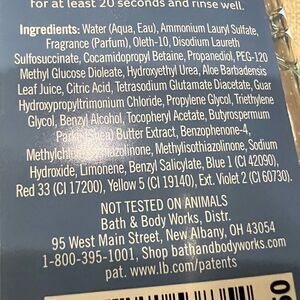 for at least 20 seconds and rinse well.
Ingredients: Water (Aqua, Eau), Ammonium Lauryl Sulfate,
Fragrance (Parfum), Oleth-10, Disodium Laureth
Sulfosuccinate, Cocamidopropyl Betaine, Propanediol, PEG-120
Methyl Glucose Dioleate, Hydroxyethyl Urea, Aloe Barbadensis
Leaf Juice, Citric Acid, Tetrasodium Glutamate Diacetate, Guar
Hydroxypropyltrimonium Chloride, Propylene Glycol, Triethylene
Glycol, Benzyl Alcohol, Tocopheryl Acetate, Butyrospermum
Butter Extract, Benzophenone-4,
Methylchloroisothiazolinone, Methylisothiazolinone, Sodium
Hydroxide, Limonene, Benzyl Salicylate, Blue 1 (CI 42090),
Red 33 (CI 17200), Yellow 5 (CI 19140), Ext. Violet 2 (CI 60730).
NOT TESTED ON ANIMALS
Bath & Body Works, Distr.
95 West Main Street, New Albany, OH 43054
1-800-395-1001, Shop bathandbodyworks.com
pat. www.lb.com/patents